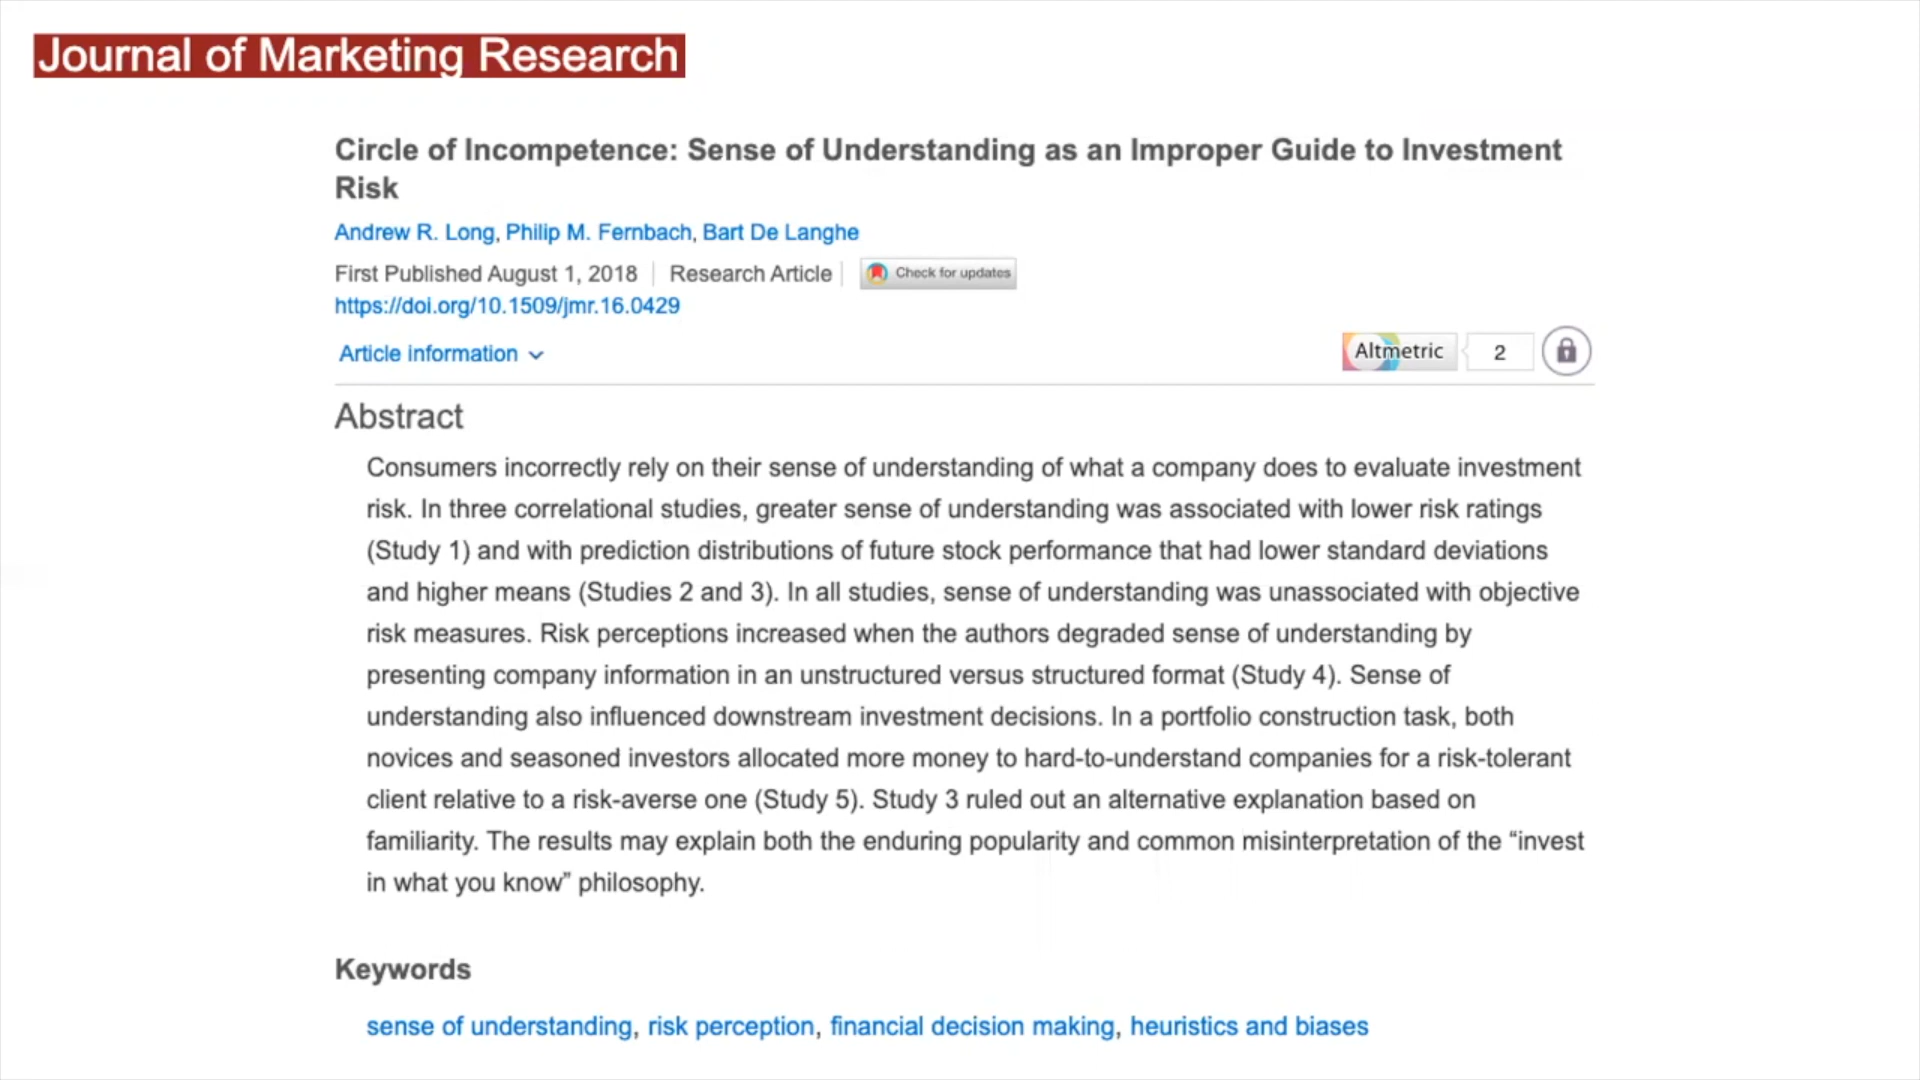 Journal of Marketing Research
Circle of Incompetence: Sense of Understanding as an Improper Guide to Investment
Risk
Andrew R. Long, Philip M. Fernbach, Bart De Langhe
First Published August 1, 2018 | Research Article | Check for updates
https://doi.org/10.1509/jmr.16.0429
Article information
Altmetric 2
Abstract
Consumers incorrectly rely on their sense of understanding of what a company does to evaluate investment
risk. In three correlational studies, greater sense of understanding was associated with lower risk ratings
(Study 1) and with prediction distributions of future stock performance that had lower standard deviations
and higher means (Studies 2 and 3). In all studies, sense of understanding was unassociated with objective
risk measures. Risk perceptions increased when the authors degraded sense of understanding by
presenting company information in an unstructured versus structured format (Study 4). Sense of
understanding also influenced downstream investment decisions. In a portfolio construction task, both
novices and seasoned investors allocated more money to hard-to-understand companies for a risk-tolerant
client relative to a risk-averse one (Study 5). Study 3 ruled out an alternative explanation based on
familiarity. The results may explain both the enduring popularity and common misinterpretation of the “invest
in what you know” philosophy.
Keywords
sense of understanding, risk perception, financial decision making, heuristics and biases